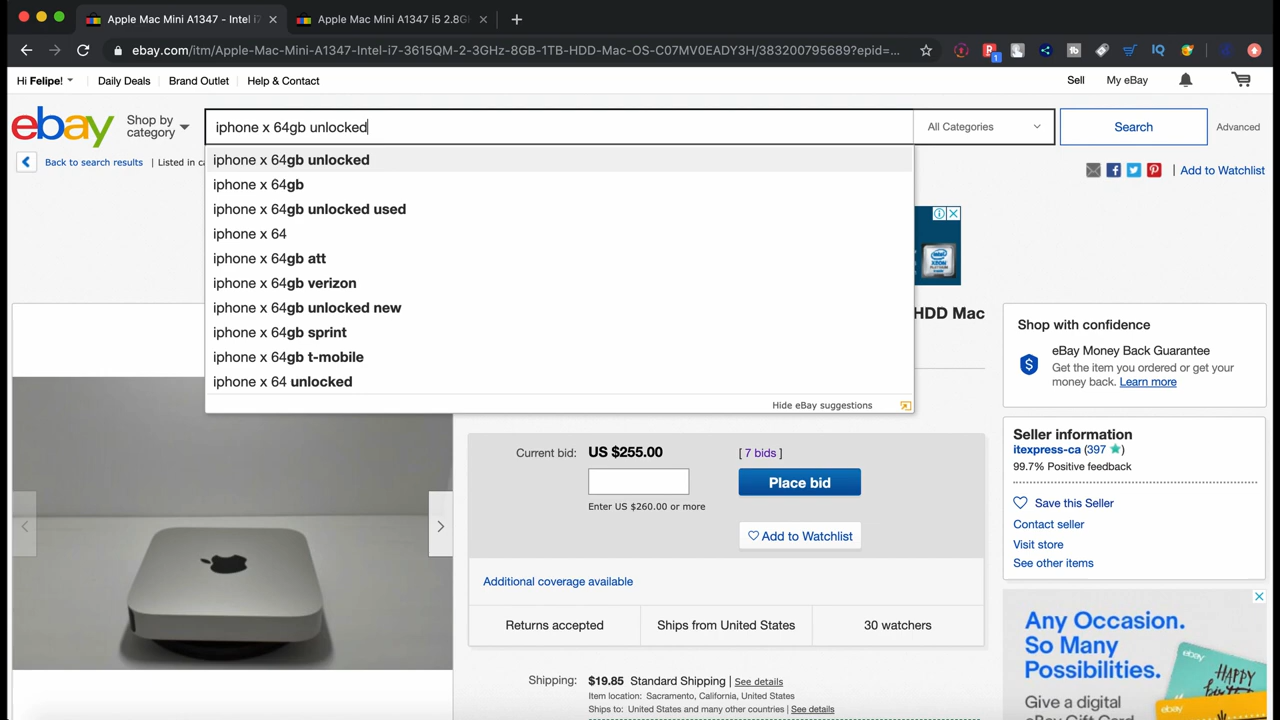 Apple Mac Mini A1347 - Intel i7
Apple Mac Mini A1347 i5 2.8GH
ebay.com/itm/Apple-Mac-Mini-A1347-Intel-i7-3615QM-2-3GHz-8GB-1TB-HDD-Mac-OS-C07MV0EADY3H/383200795689?epid=...
Hi Felipe!
Daily Deals
Brand Outlet
Help & Contact
Sell
My eBay
ebay
Shop by
category
iphone x 64gb unlocked
All Categories
Search
Advanced
Back to search results | Listed in ca
Add to Watchlist
iphone x 64gb unlocked
iphone x 64gb
iphone x 64gb unlocked used
iphone x 64
iphone x 64gb att
iphone x 64gb verizon
iphone x 64gb unlocked new
iphone x 64gb sprint
iphone x 64gb t-mobile
iphone x 64 unlocked
Hide eBay suggestions
HDD Mac
Shop with confidence
eBay Money Back Guarantee
Get the item you ordered or get your
money back. Learn more
Current bid:
US $255.00
[ 7 bids ]
Place bid
Enter US $260.00 or more
Add to Watchlist
Seller information
itexpress-ca (397 )
99.7% Positive feedback
Save this Seller
Contact seller
Visit store
See other items
Additional coverage available
Returns accepted
Ships from United States
30 watchers
Shipping:
$19.85 Standard Shipping | See details
Item location: Sacramento, California, United States
Ships to: United States and many other countries | See details
Any Occasion.
So Many
Possibilities.
Give a digital
eBay Gift Card
ebay
HAPPY